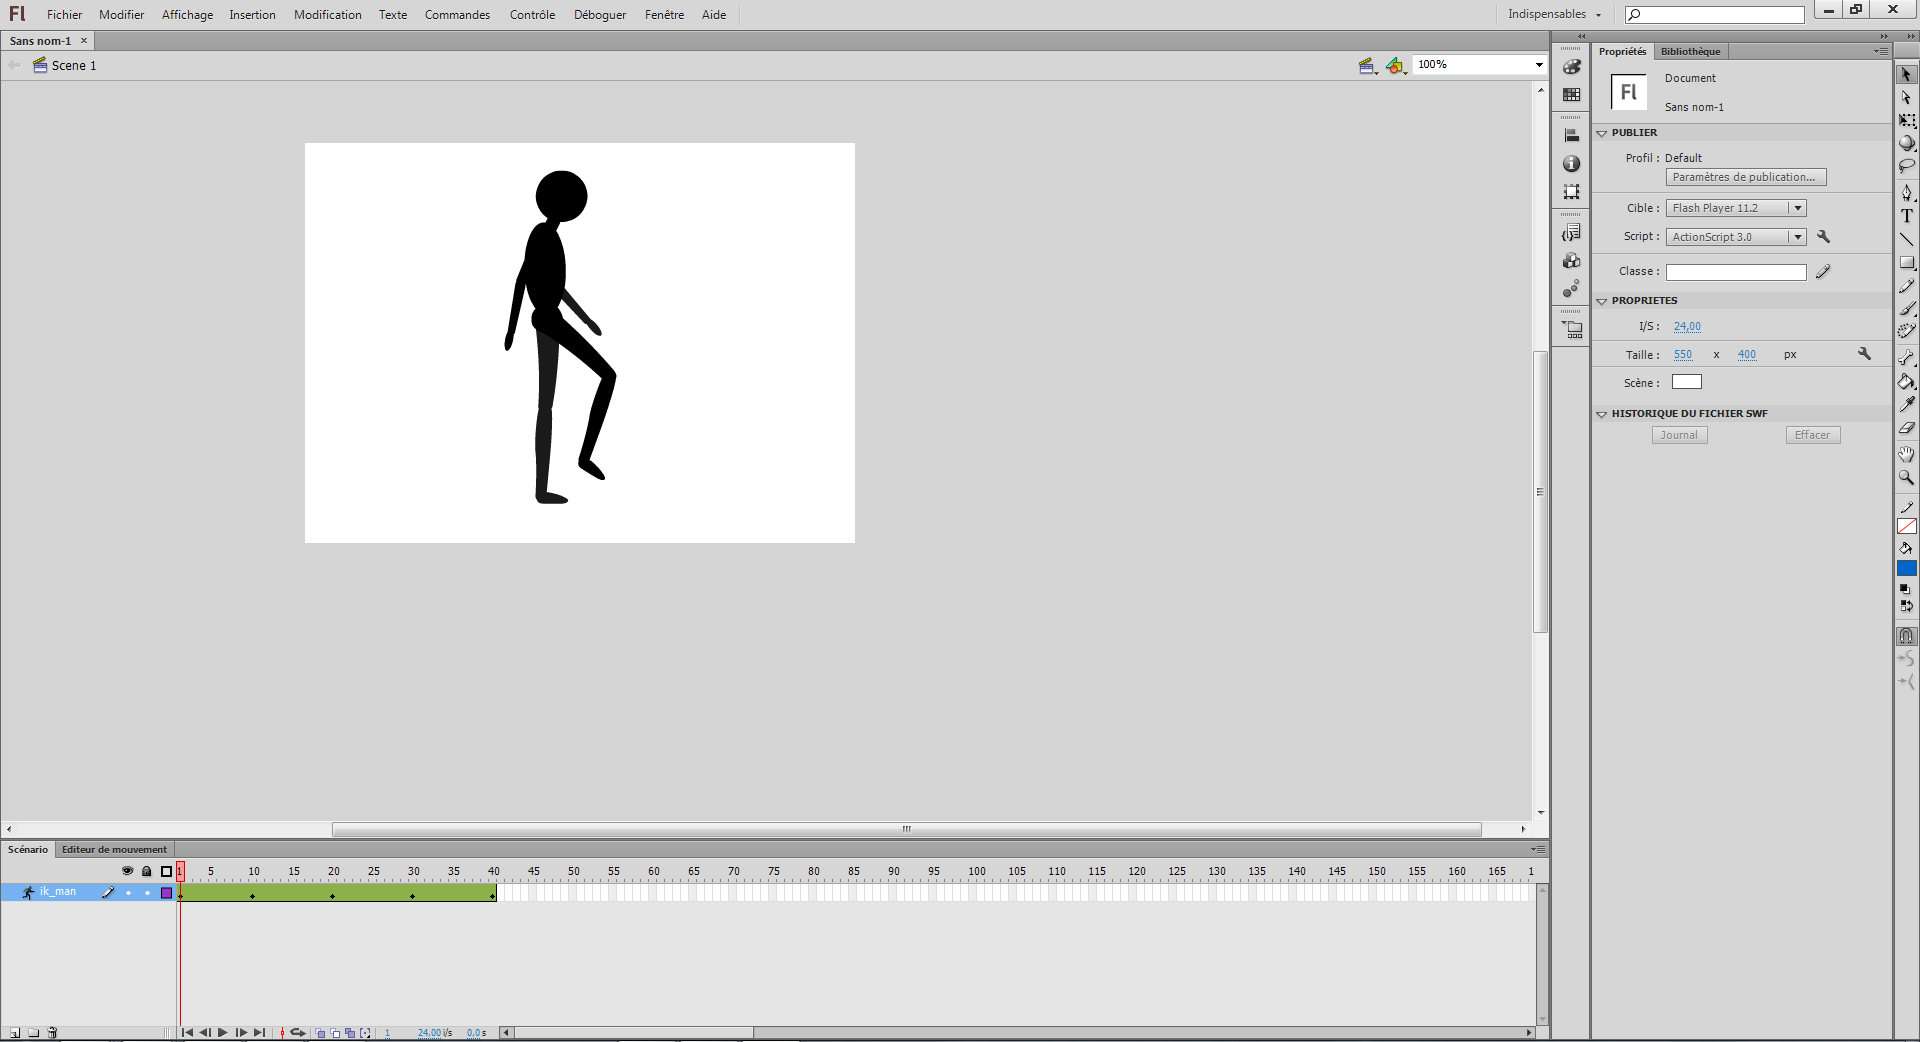 Fl Fichier Modifier Affichage Insertion Modification Texte Commandes Contrôle Déboguer Fenêtre Aide Indispensables
Sans nom-1
Scene 1 100%
Propriétés Bibliothèque
Fl Document
Sans nom-1
PUBLIER
Profil : Default
Paramètres de publication...
Cible : Flash Player 11.2
Script : ActionScript 3.0
Classe :
PROPRIETES
I/S : 24,00
Taille : 550 x 400 px
Scène :
HISTORIQUE DU FICHIER SWF
Journal Effacer
T
Scénario Editeur de mouvement
1 5 10 15 20 25 30 35 40 45 50 55 60 65 70 75 80 85 90 95 100 105 110 115 120 125 130 135 140 145 150 155 160 165 1
ik_man
1 24,00 i/s 0,0 s